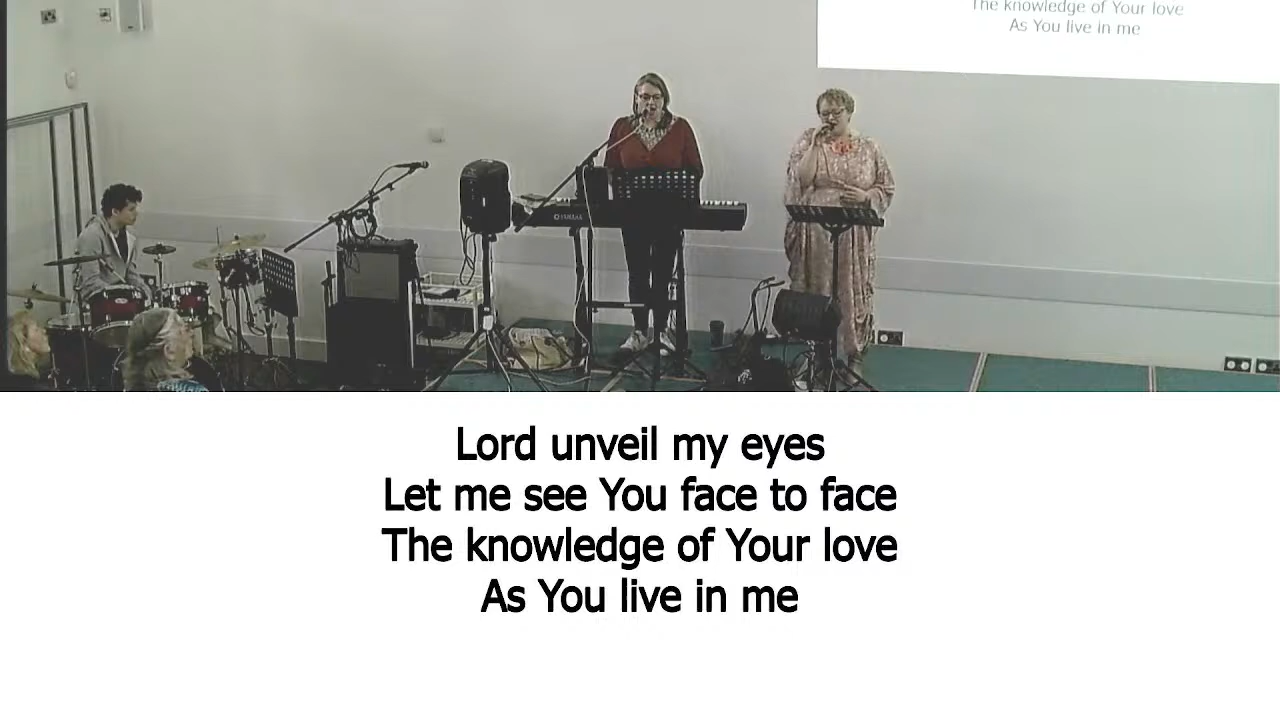 The knowledge of Your love
As You live in me
YAMAHA
Lord unveil my eyes
Let me see You face to face
The knowledge of Your love
As You live in me